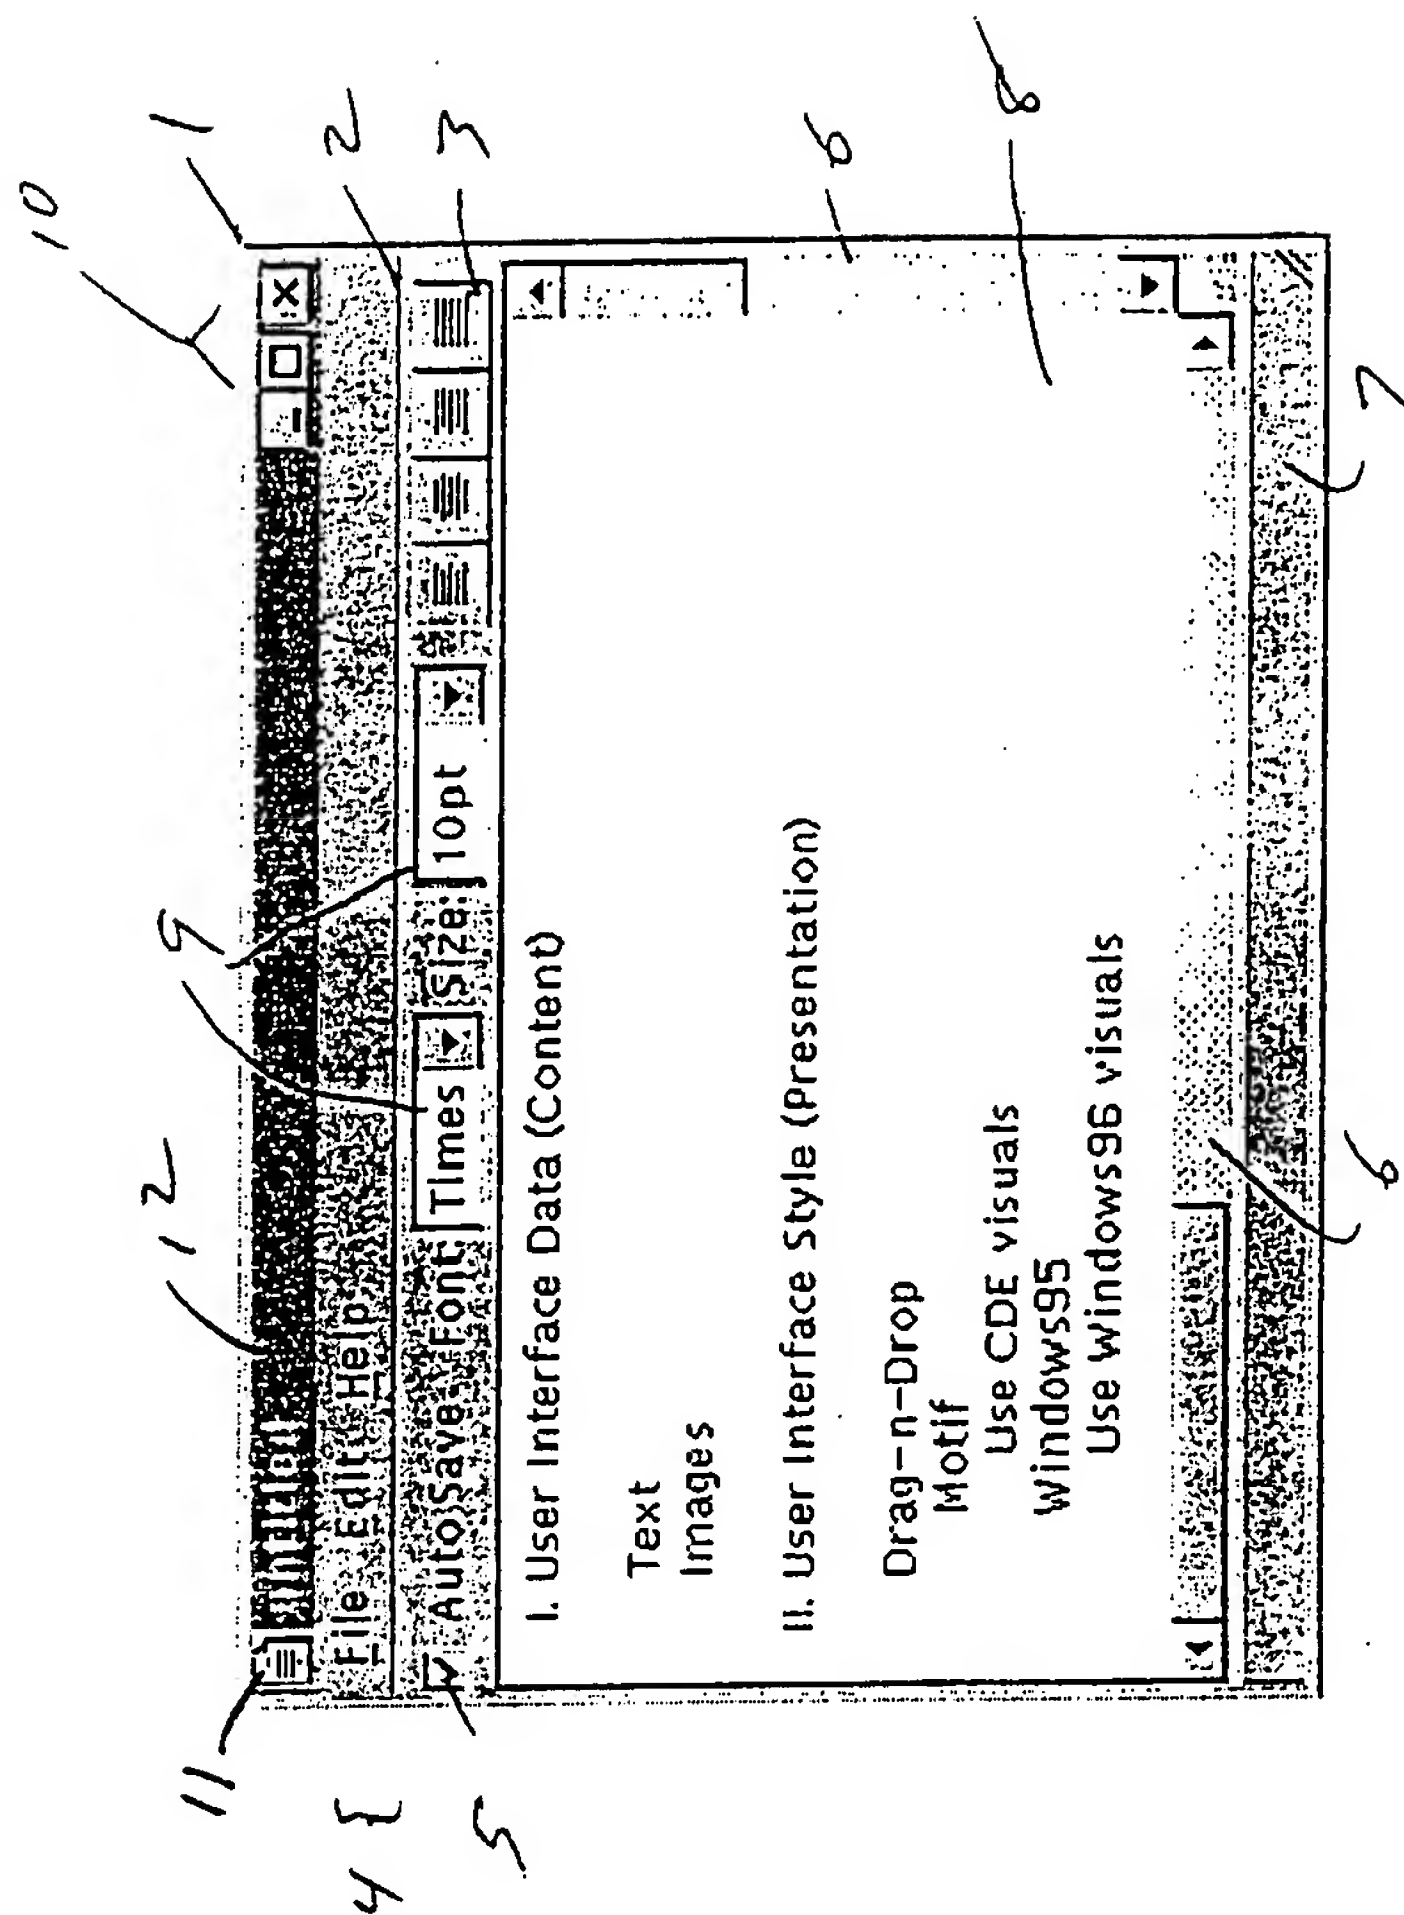 10
1
2
3
6
8
12
9
11
4
5
6
7
File Edit Help
AutoSave Font: Times Size: 10pt
I. User Interface Data (Content)
Text
Images
II. User Interface Style (Presentation)
Drag-n-Drop
Motif
Use CDE visuals
Windows95
Use Windows96 visuals